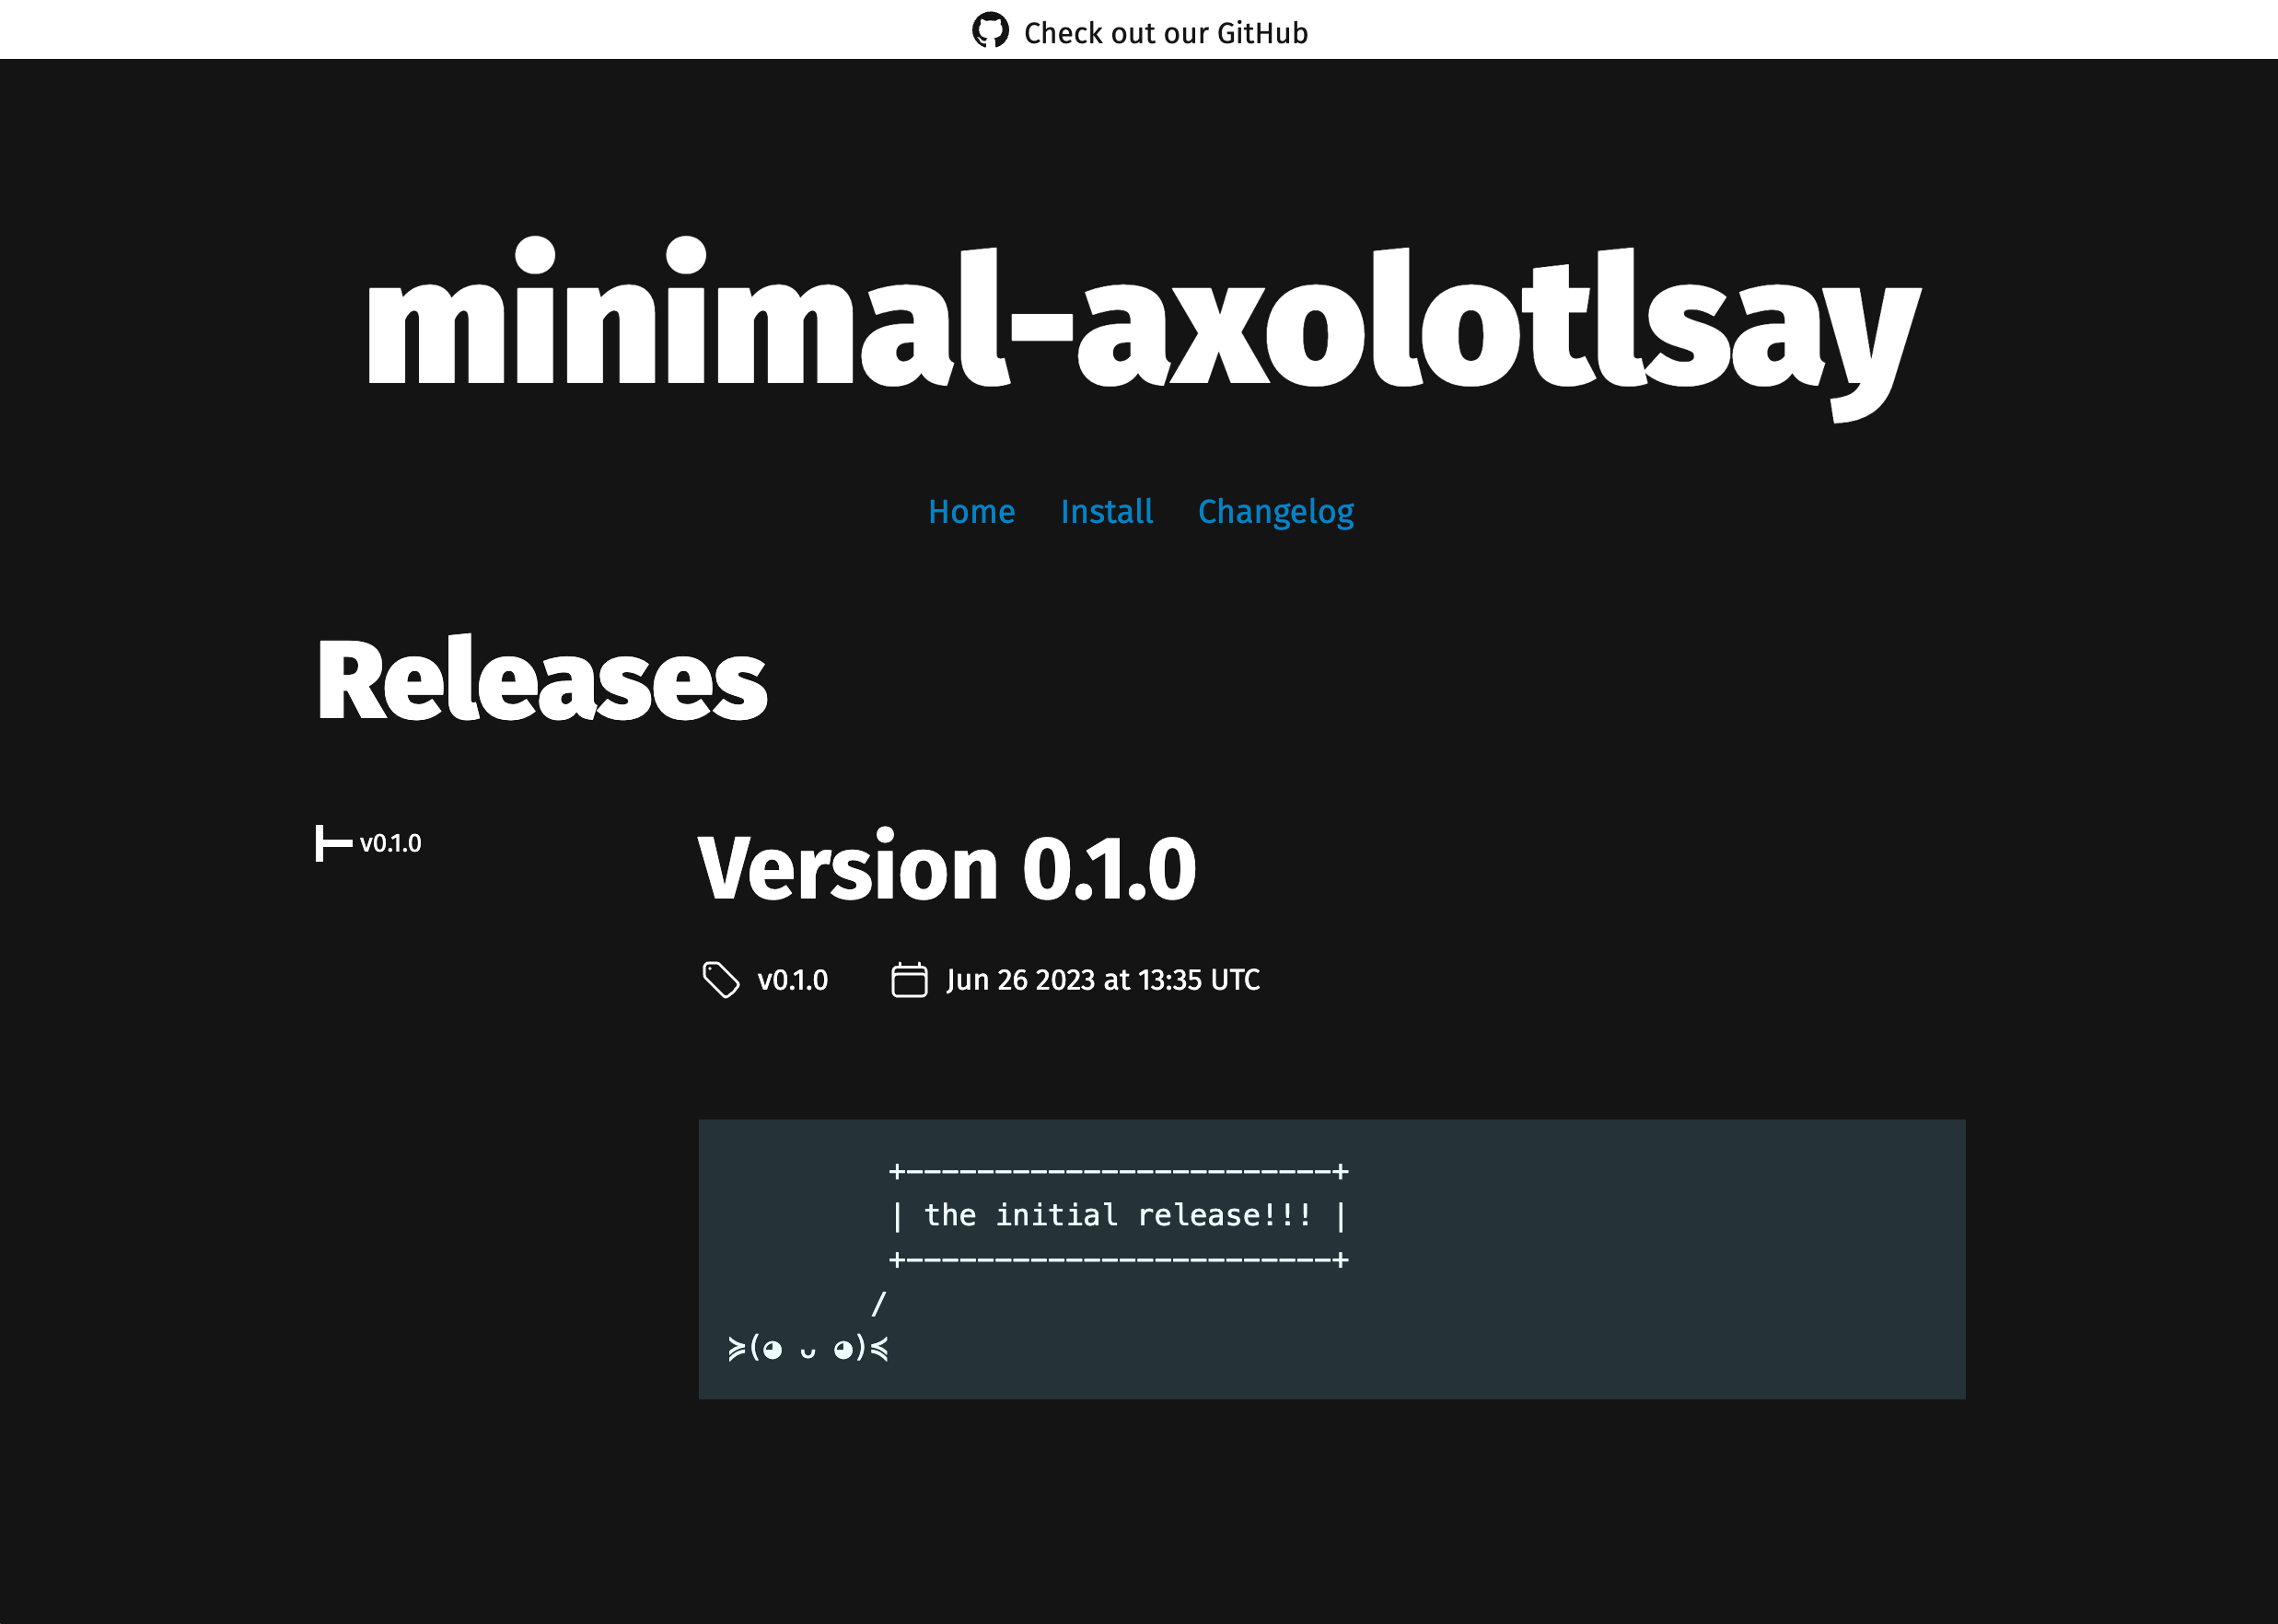 Check out our GitHub
minimal-axolotlsay
Home Install Changelog
Releases
v0.1.0
Version 0.1.0
v0.1.0 Jun 26 2023 at 13:35 UTC
         +------------------------+
         | the initial release!!! |
         +------------------------+
        /
≽(◕ ᴗ ◕)≼